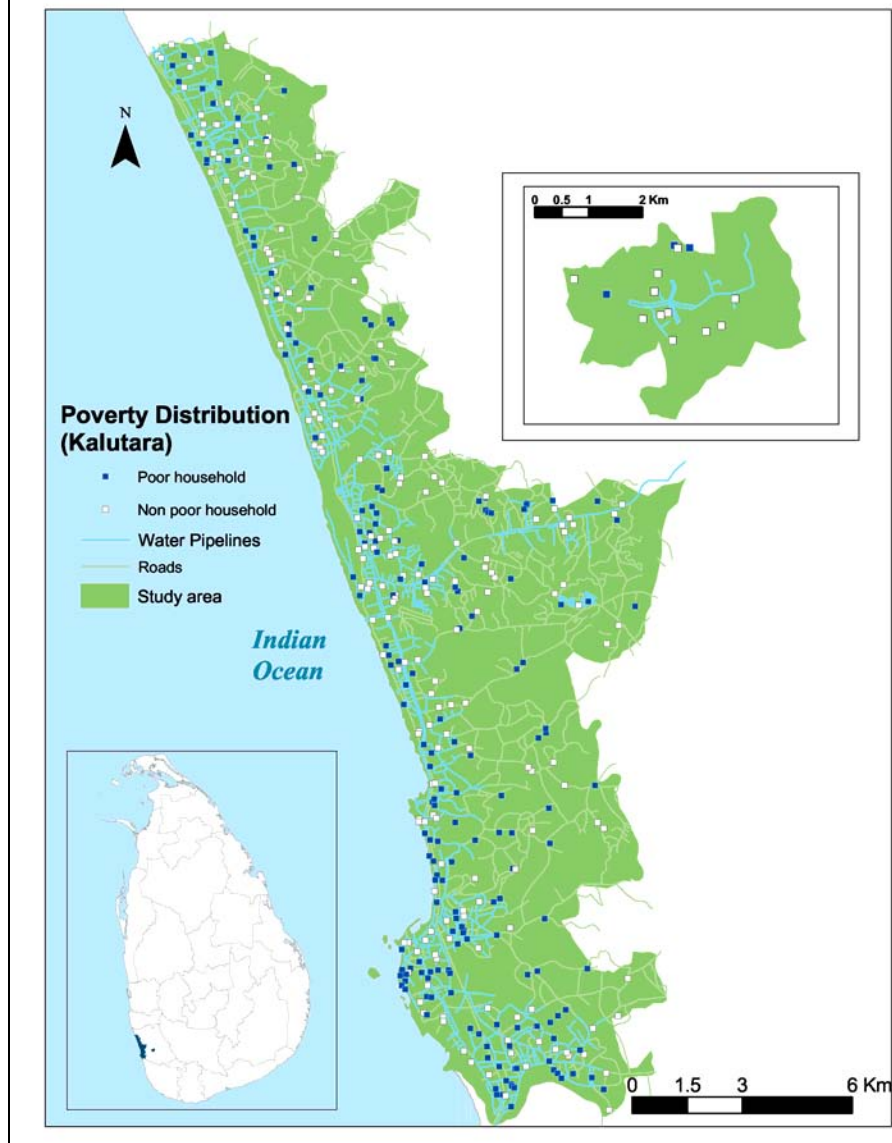 N
0 0.5 1 2 Km
Poverty Distribution
(Kalutara)
Poor household
Non poor household
Water Pipelines
Roads
Study area
Indian
Ocean
0 1.5 3 6 Km